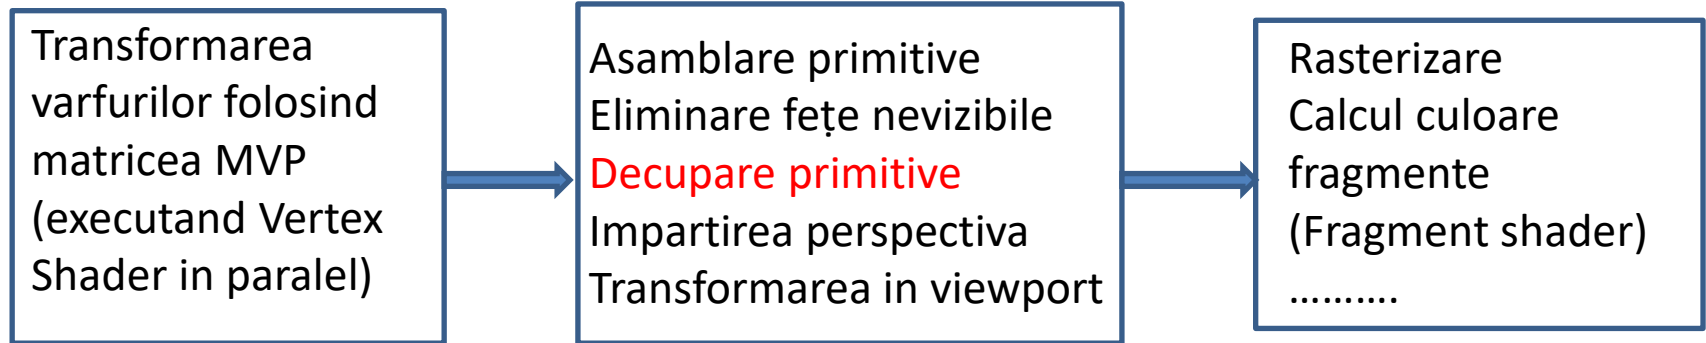 Transformarea
varfurilor folosind
matricea MVP
(executand Vertex
Shader in paralel)
Asamblare primitive
Eliminare fețe nevizibile
Decupare primitive
Impartirea perspectiva
Transformarea in viewport
Rasterizare
Calcul culoare
fragmente
(Fragment shader)
……….